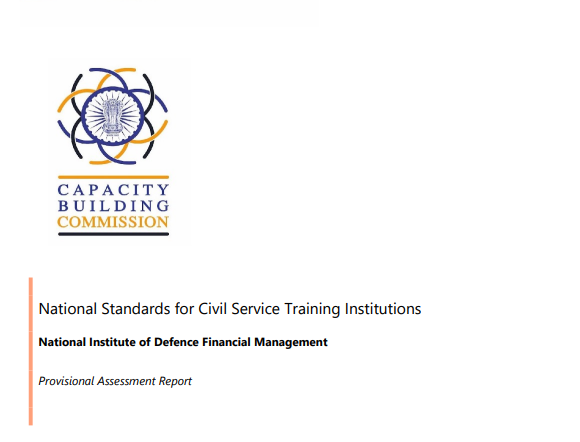 CAPACITY
BUILDING
COMMISSION
National Standards for Civil Service Training Institutions
National Institute of Defence Financial Management
Provisional Assessment Report